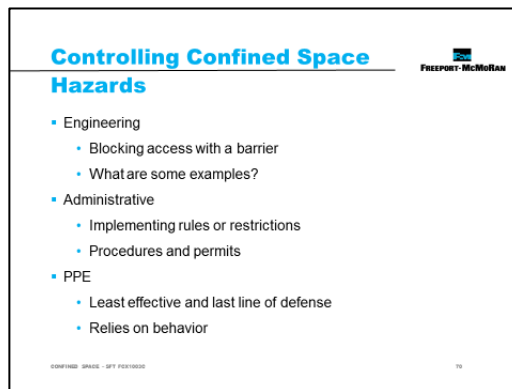 Controlling Confined Space
Hazards
FCX
FREEPORT-McMoRAN
▪ Engineering
• Blocking access with a barrier
• What are some examples?
▪ Administrative
• Implementing rules or restrictions
• Procedures and permits
▪ PPE
• Least effective and last line of defense
• Relies on behavior
CONFINED SPACE - SFT FCX1002C
70